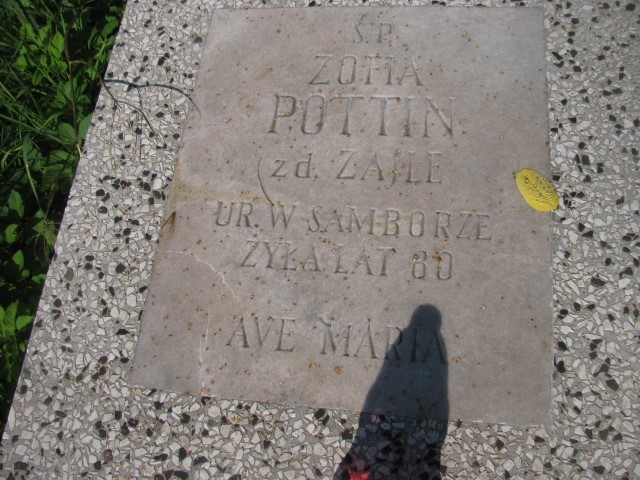 Ś.P.
ZOFIA
POTTIN
zd. ZAJLE
UR. W SAMBORZE
ŻYŁA LAT 80
AVE MARIA